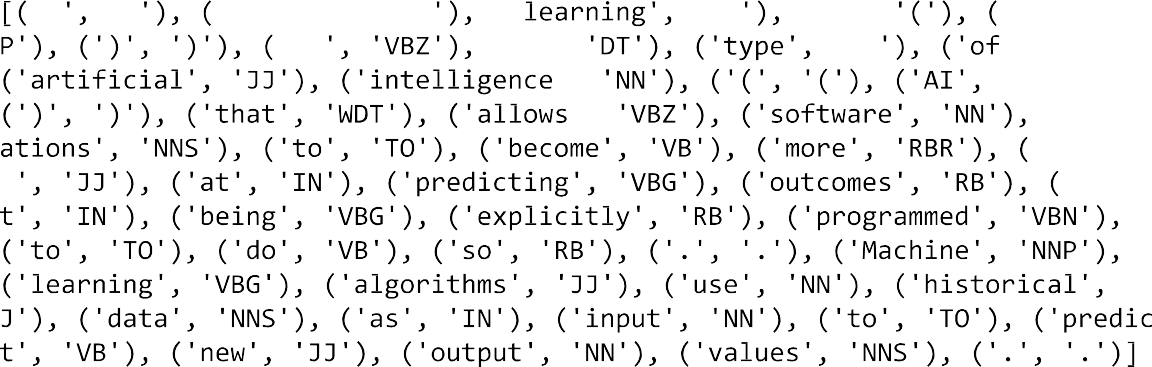 [( ', '), ( '), learning', '), '('), (
P'), (')', ')'), ( ', 'VBZ'), 'DT'), ('type', '), ('of
('artificial', 'JJ'), ('intelligence 'NN'), ('(', '('), ('AI',
(')', ')'), ('that', 'WDT'), ('allows 'VBZ'), ('software', 'NN'),
ations', 'NNS'), ('to', 'TO'), ('become', 'VB'), ('more', 'RBR'), (
', 'JJ'), ('at', 'IN'), ('predicting', 'VBG'), ('outcomes', 'RB'), (
t', 'IN'), ('being', 'VBG'), ('explicitly', 'RB'), ('programmed', 'VBN'),
('to', 'TO'), ('do', 'VB'), ('so', 'RB'), ('.', '.'), ('Machine', 'NNP'),
('learning', 'VBG'), ('algorithms', 'JJ'), ('use', 'NN'), ('historical',
J'), ('data', 'NNS'), ('as', 'IN'), ('input', 'NN'), ('to', 'TO'), ('predic
t', 'VB'), ('new', 'JJ'), ('output', 'NN'), ('values', 'NNS'), ('.', '.')]